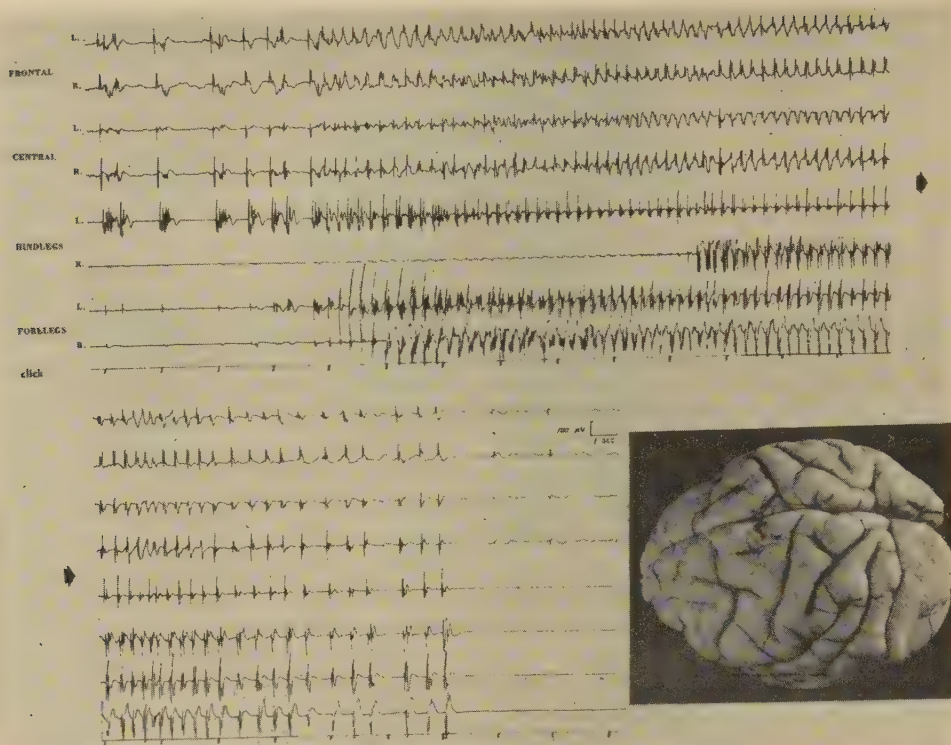 L.
FRONTAL
R.
L.
CENTRAL
R.
L.
HINDLEGS
R.
L.
FORELEGS
R.
click
1 SEC